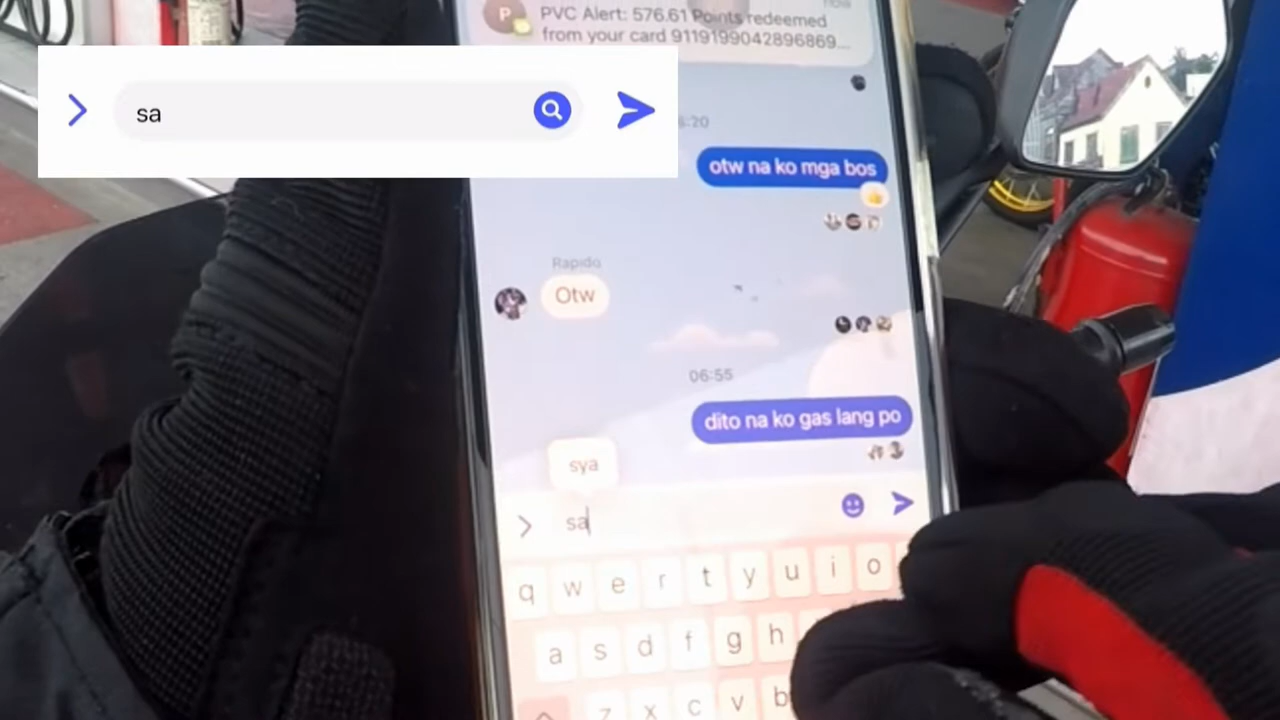 PVC Alert: 576.61 Points redeemed
from your card 9119199042896869...
sa
otw na ko mga bos
Rapido
Otw
06:55
dito na ko gas lang po
sya
sa
q w e r t y u i o
a s d f g h
z x c v b